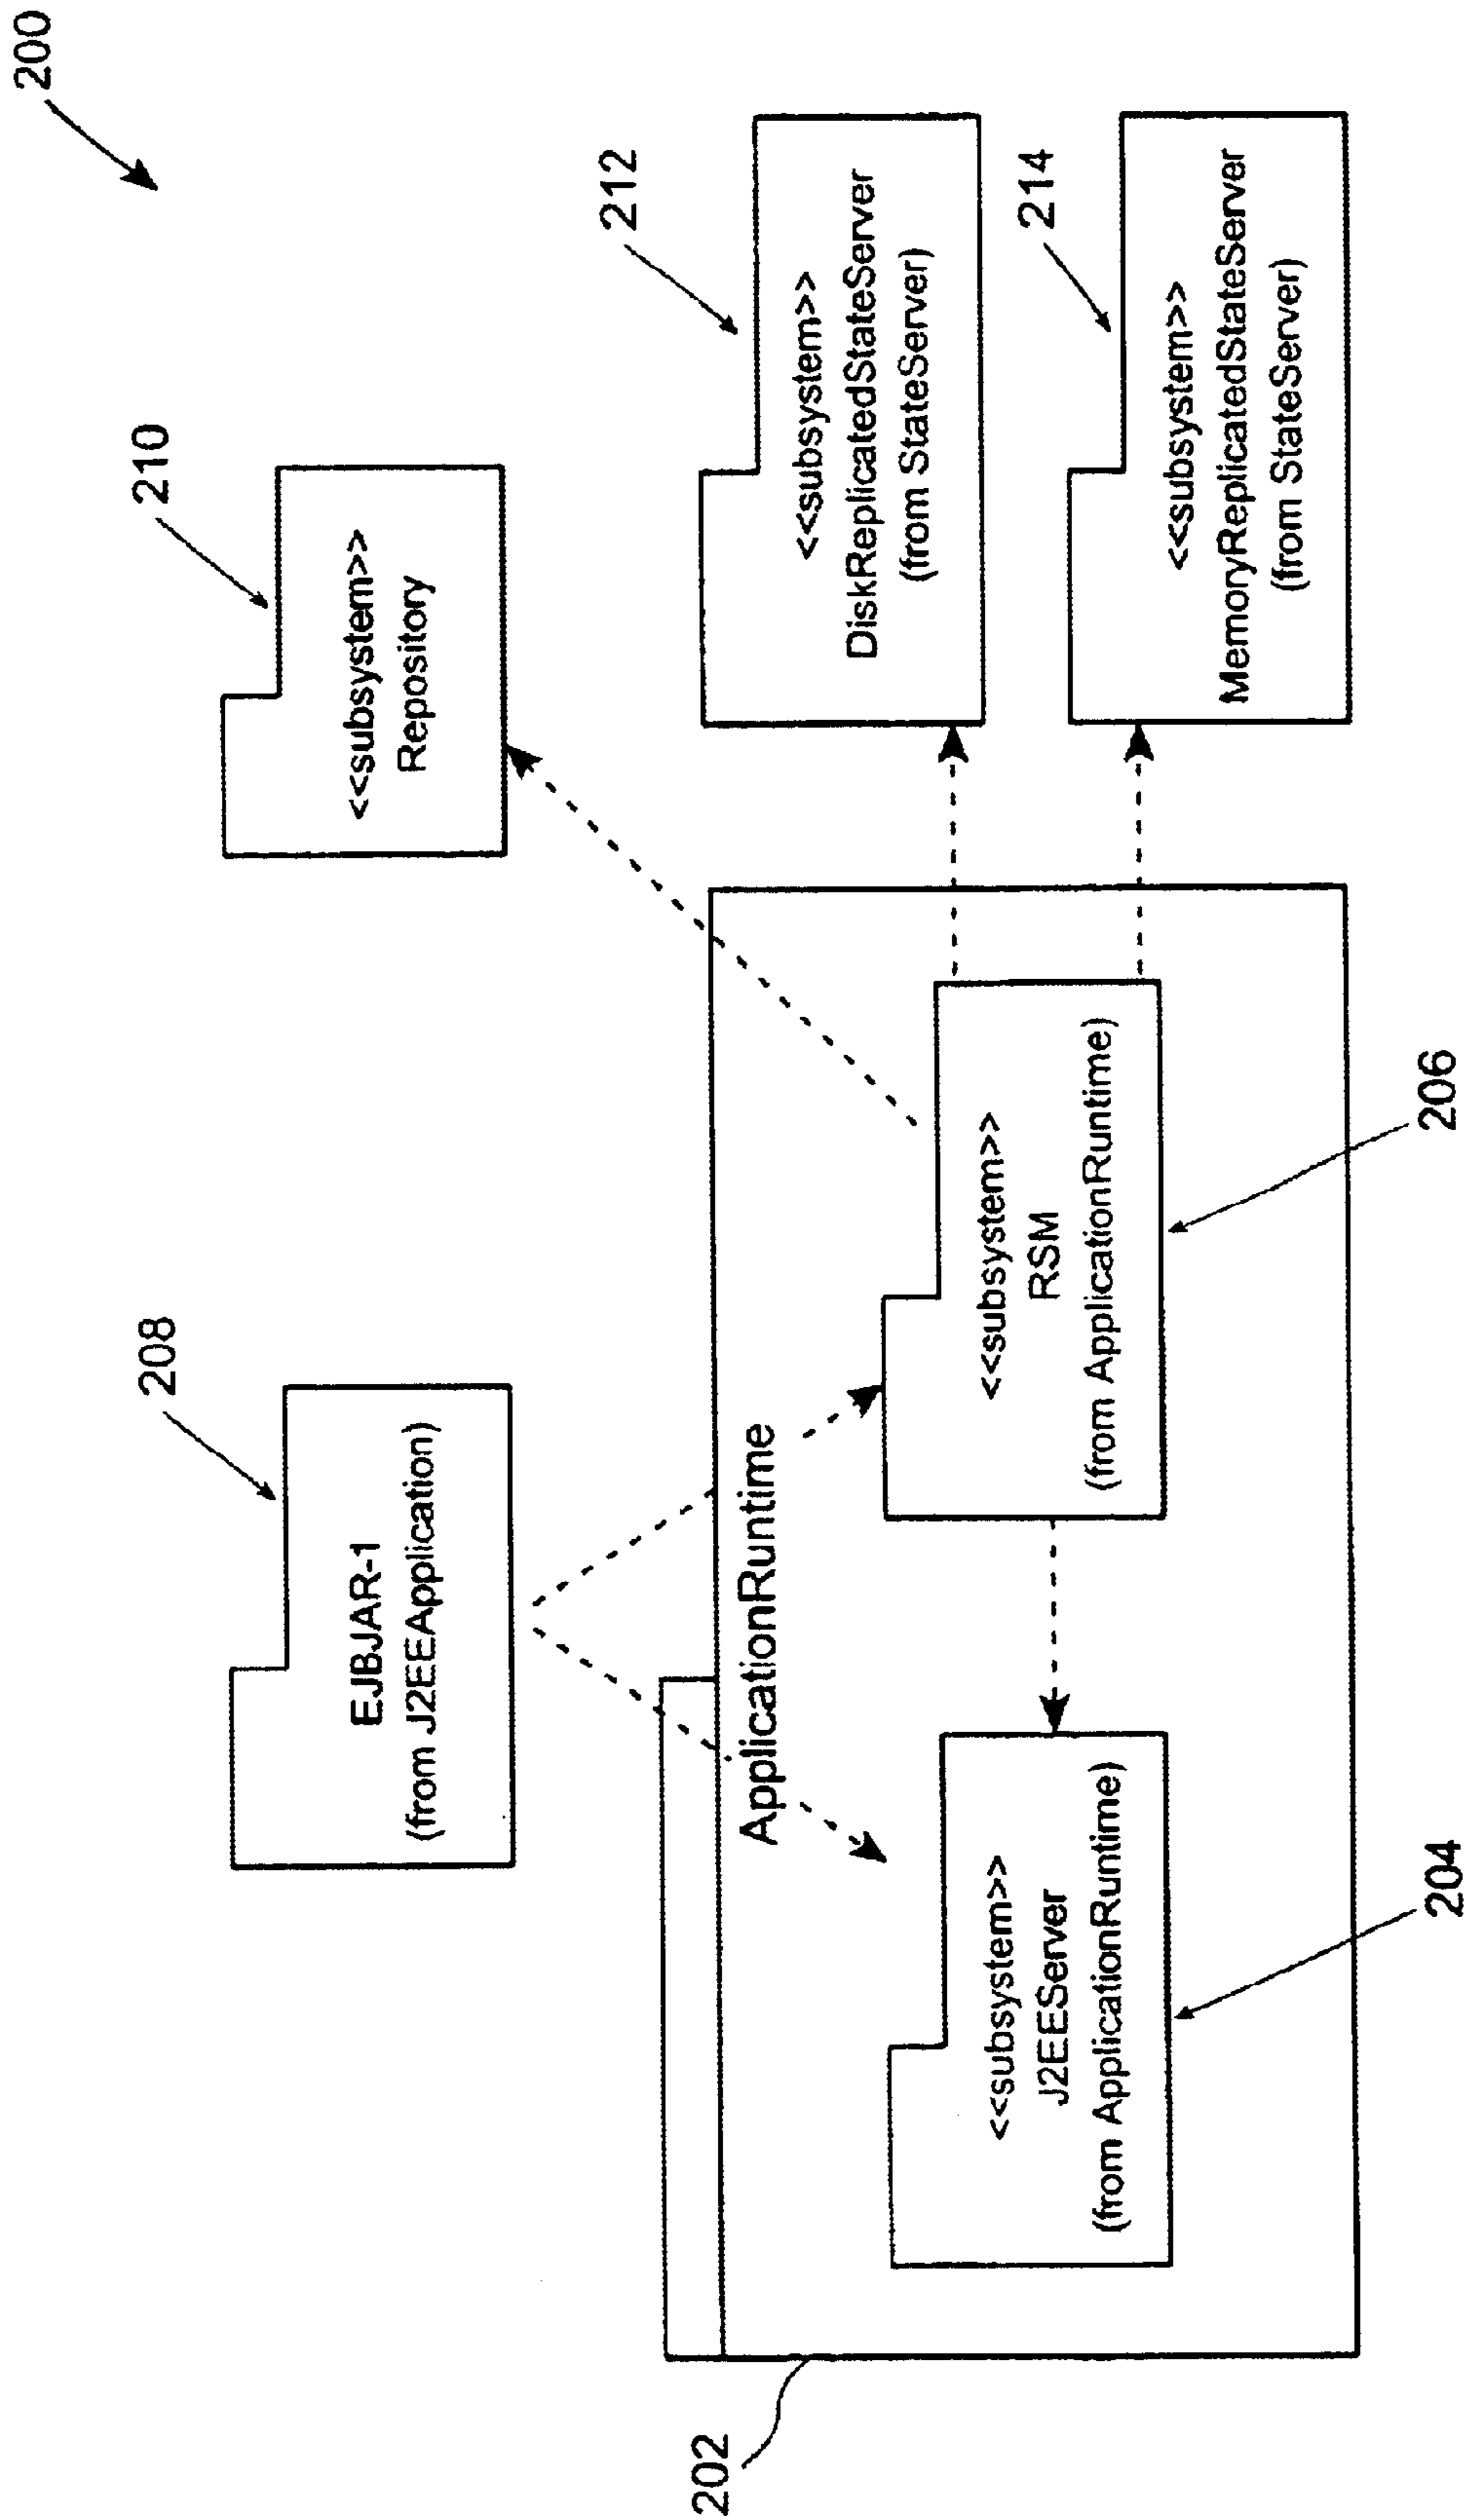 200
208
EJBJAR-1
(from J2EEApplication)
210
<<subsystem>>
Repository
212
<<subsystem>>
DiskReplicatedStateServer
(from StateServer)
214
<<subsystem>>
MemoryReplicatedStateServer
(from StateServer)
202
ApplicationRuntime
<<subsystem>>
J2EEServer
(from ApplicationRuntime)
204
<<subsystem>>
RSM
(from ApplicationRuntime)
206